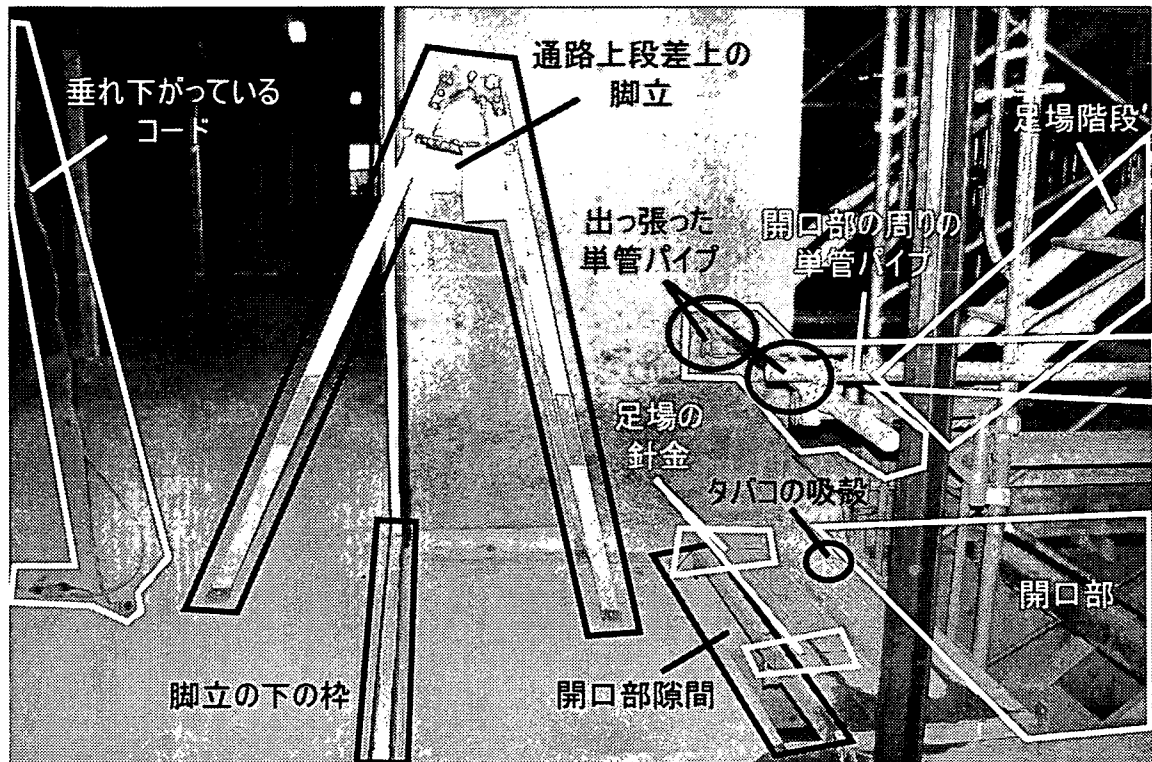 垂れ下がっている
コード
通路上段差上の
脚立
足場階段
出っ張った
単管パイプ
開口部の周りの
単管パイプ
足場の
針金
タバコの吸殻
開口部
脚立の下の枠
開口部隙間